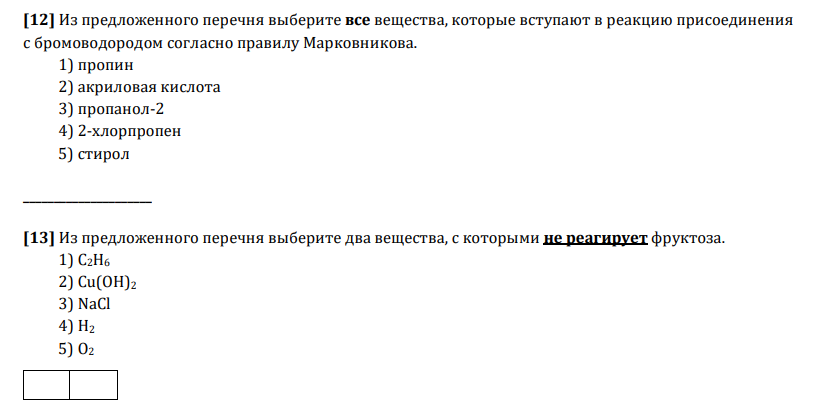 [12] Из предложенного перечня выберите все вещества, которые вступают в реакцию присоединения
с бромоводородом согласно правилу Марковникова.
1) пропин
2) акриловая кислота
3) пропанол-2
4) 2-хлорпропен
5) стирол
____________________
[13] Из предложенного перечня выберите два вещества, с которыми не реагирует фруктоза.
1) C₂H₆
2) Cu(OH)₂
3) NaCl
4) H₂
5) O₂